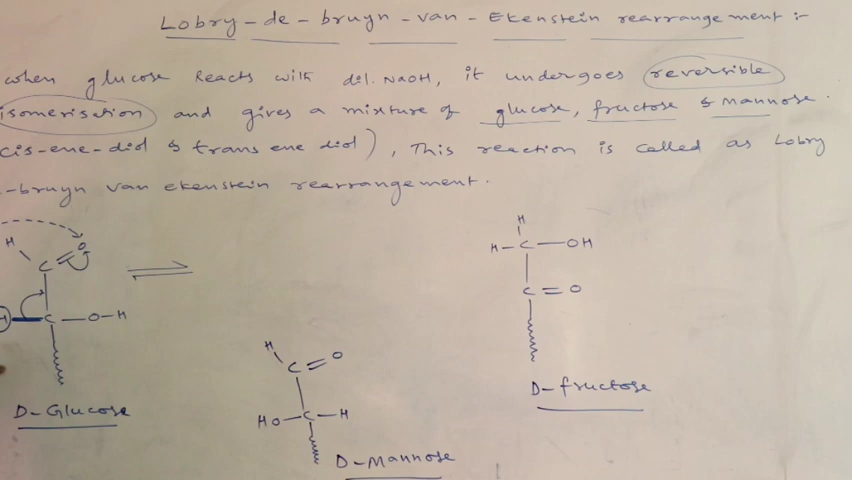 Lobry-de-bruyn-van-Ekenstein rearrangement:-
when glucose reacts with dil. NaOH, it undergoes reversible
isomerisation and gives a mixture of glucose, fructose & mannose.
cis-ene-diol & trans ene diol), This reaction is called as Lobry
-bruyn van ekenstein rearrangement.
H
O
C
H
C
O-H
D-Glucose
H
C
O
HO
C
H
D-Mannose
H
H-C-OH
C=O
D-fructose